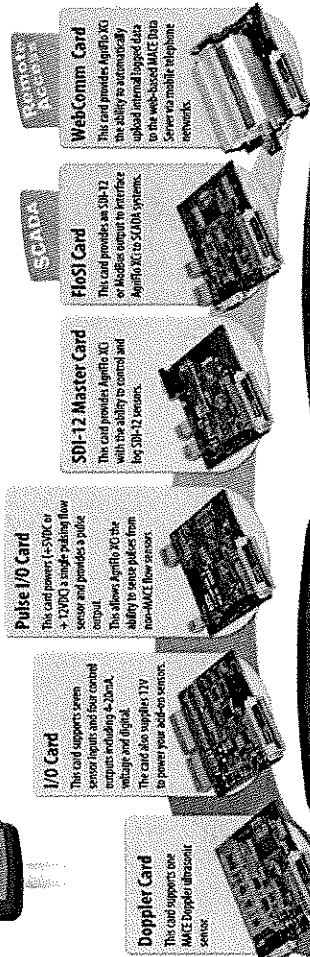 Doppler Card
This card supports one
MACE Doppler ultrasonic
sensor.
I/O Card
This card supports seven
sensor inputs and four control
outputs including 4-20mA,
voltage and digital.
The card also supplies 12V
to power your add-on sensors.
Pulse I/O Card
This card powers (+5VDC or
+12VDC) a single pulsing flow
sensor and provides a pulse
output.
This allows AgriFlo XCi the
ability to sense pulses from
non-MACE flow sensors
SDI-12 Master Card
This card provides AgriFlo XCi
with the ability to control and
log SDI-12 sensors.
SCADA
FloSI Card
This card provides an SDI-12
or ModBus output to interface
AgriFlo XCi to SCADA systems.
Remote
Access
WebComm Card
This card provides AgriFlo XCi
the ability to automatically
upload internal logged data
to the web-based MACE Data
Server via mobile telephone
networks.